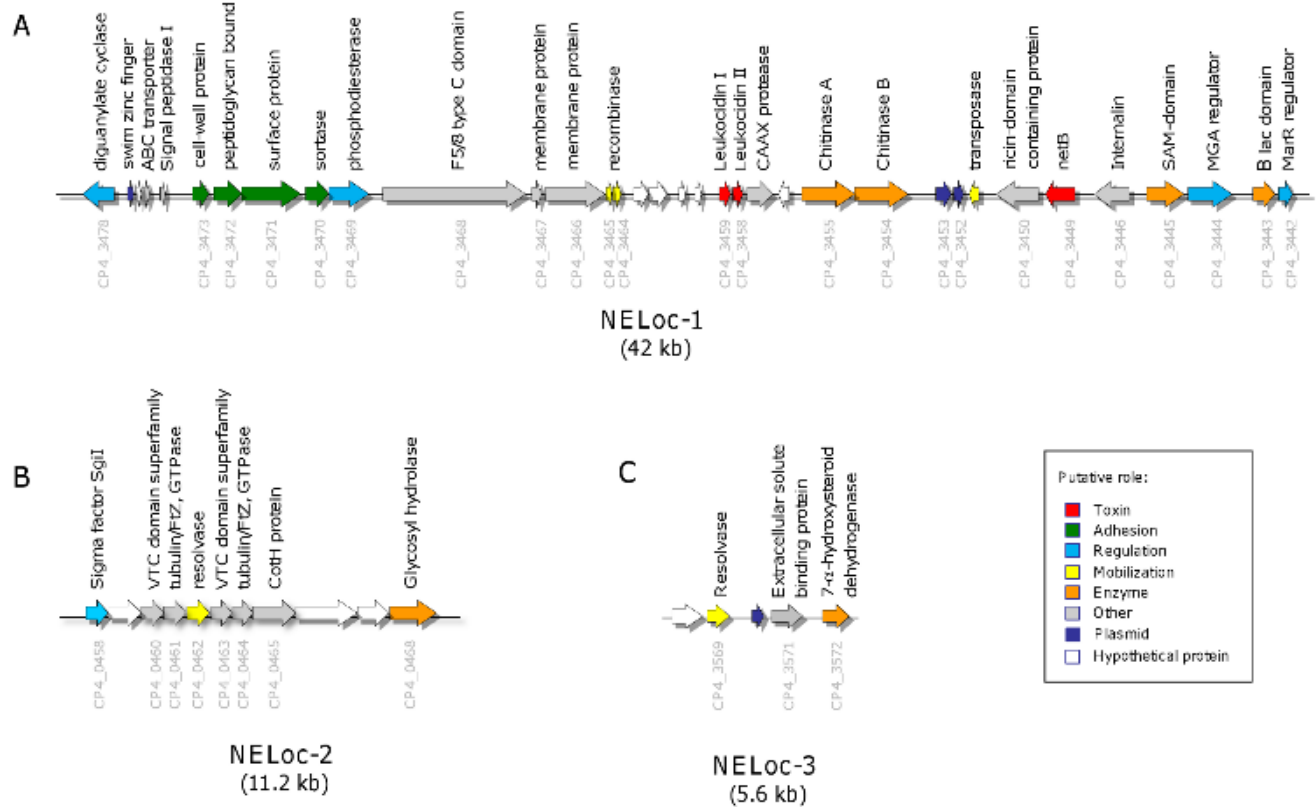 A
diguanylate cyclase
swim zinc finger
ABC transporter
Signal peptidase I
cell-wall protein
peptidoglycan bound
surface protein
sortase
phosphodiesterase
F5/8 type C domain
membrane protein
membrane protein
recombinase
Leukocidin I
Leukocidin II
CAAX protease
Chitinase A
Chitinase B
transposase
ricin-domain
containing protein
netB
Internalin
SAM-domain
MGA regulator
B lac domain
MarR regulator
CP4_3478
CP4_3473
CP4_3472
CP4_3471
CP4_3470
CP4_3469
CP4_3468
CP4_3467
CP4_3466
CP4_3465
CP4_3464
CP4_3459
CP4_3458
CP4_3455
CP4_3454
CP4_3453
CP4_3452
CP4_3450
CP4_3449
CP4_3446
CP4_3445
CP4_3444
CP4_3443
CP4_3442
NELoc-1
(42 kb)
B
Sigma factor SgiI
VTC domain superfamily
tubulin/FtZ, GTPase
resolvase
VTC domain superfamily
tubulin/FtZ, GTPase
CotH protein
Glycosyl hydrolase
CP4_0458
CP4_0460
CP4_0461
CP4_0462
CP4_0463
CP4_0464
CP4_0465
CP4_0468
NELoc-2
(11.2 kb)
C
Resolvase
Extracellular solute
binding protein
7-α-hydroxysteroid
dehydrogenase
CP4_3569
CP4_3571
CP4_3572
NELoc-3
(5.6 kb)
Putative role:
Toxin
Adhesion
Regulation
Mobilization
Enzyme
Other
Plasmid
Hypothetical protein